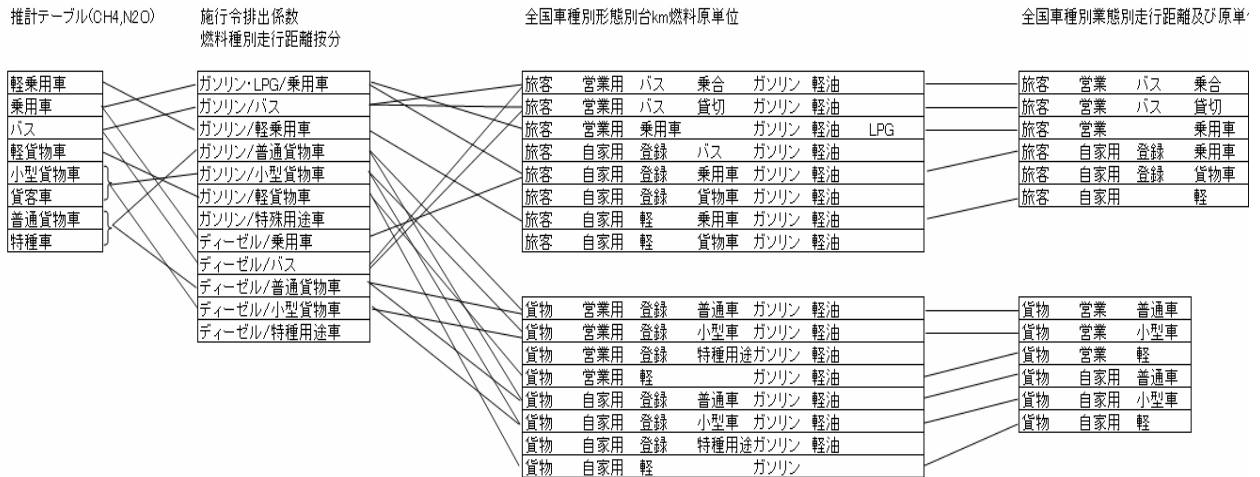 推計テーブル(CH4,N2O)
施行令排出係数
燃料種別走行距離按分
全国車種別形態別台km燃料原単位
全国車種別業態別走行距離及び原単
軽乗用車
乗用車
バス
軽貨物車
小型貨物車
貨客車
普通貨物車
特種車
ガソリン・LPG/乗用車
ガソリン/バス
ガソリン/軽乗用車
ガソリン/普通貨物車
ガソリン/小型貨物車
ガソリン/軽貨物車
ガソリン/特殊用途車
ディーゼル/乗用車
ディーゼル/バス
ディーゼル/普通貨物車
ディーゼル/小型貨物車
ディーゼル/特種用途車
旅客 営業用 バス 乗合 ガソリン 軽油
旅客 営業用 バス 貸切 ガソリン 軽油
旅客 営業用 乗用車 ガソリン 軽油 LPG
旅客 自家用 登録 バス ガソリン 軽油
旅客 自家用 登録 乗用車 ガソリン 軽油
旅客 自家用 登録 貨物車 ガソリン 軽油
旅客 自家用 軽 乗用車 ガソリン 軽油
旅客 自家用 軽 貨物車 ガソリン 軽油
貨物 営業用 登録 普通車 ガソリン 軽油
貨物 営業用 登録 小型車 ガソリン 軽油
貨物 営業用 登録 特種用途ガソリン 軽油
貨物 営業用 軽 ガソリン 軽油
貨物 自家用 登録 普通車 ガソリン 軽油
貨物 自家用 登録 小型車 ガソリン 軽油
貨物 自家用 登録 特種用途ガソリン 軽油
貨物 自家用 軽 ガソリン
旅客 営業 バス 乗合
旅客 営業 バス 貸切
旅客 営業 乗用車
旅客 自家用 登録 乗用車
旅客 自家用 登録 貨物車
旅客 自家用 軽
貨物 営業 普通車
貨物 営業 小型車
貨物 営業 軽
貨物 自家用 普通車
貨物 自家用 小型車
貨物 自家用 軽